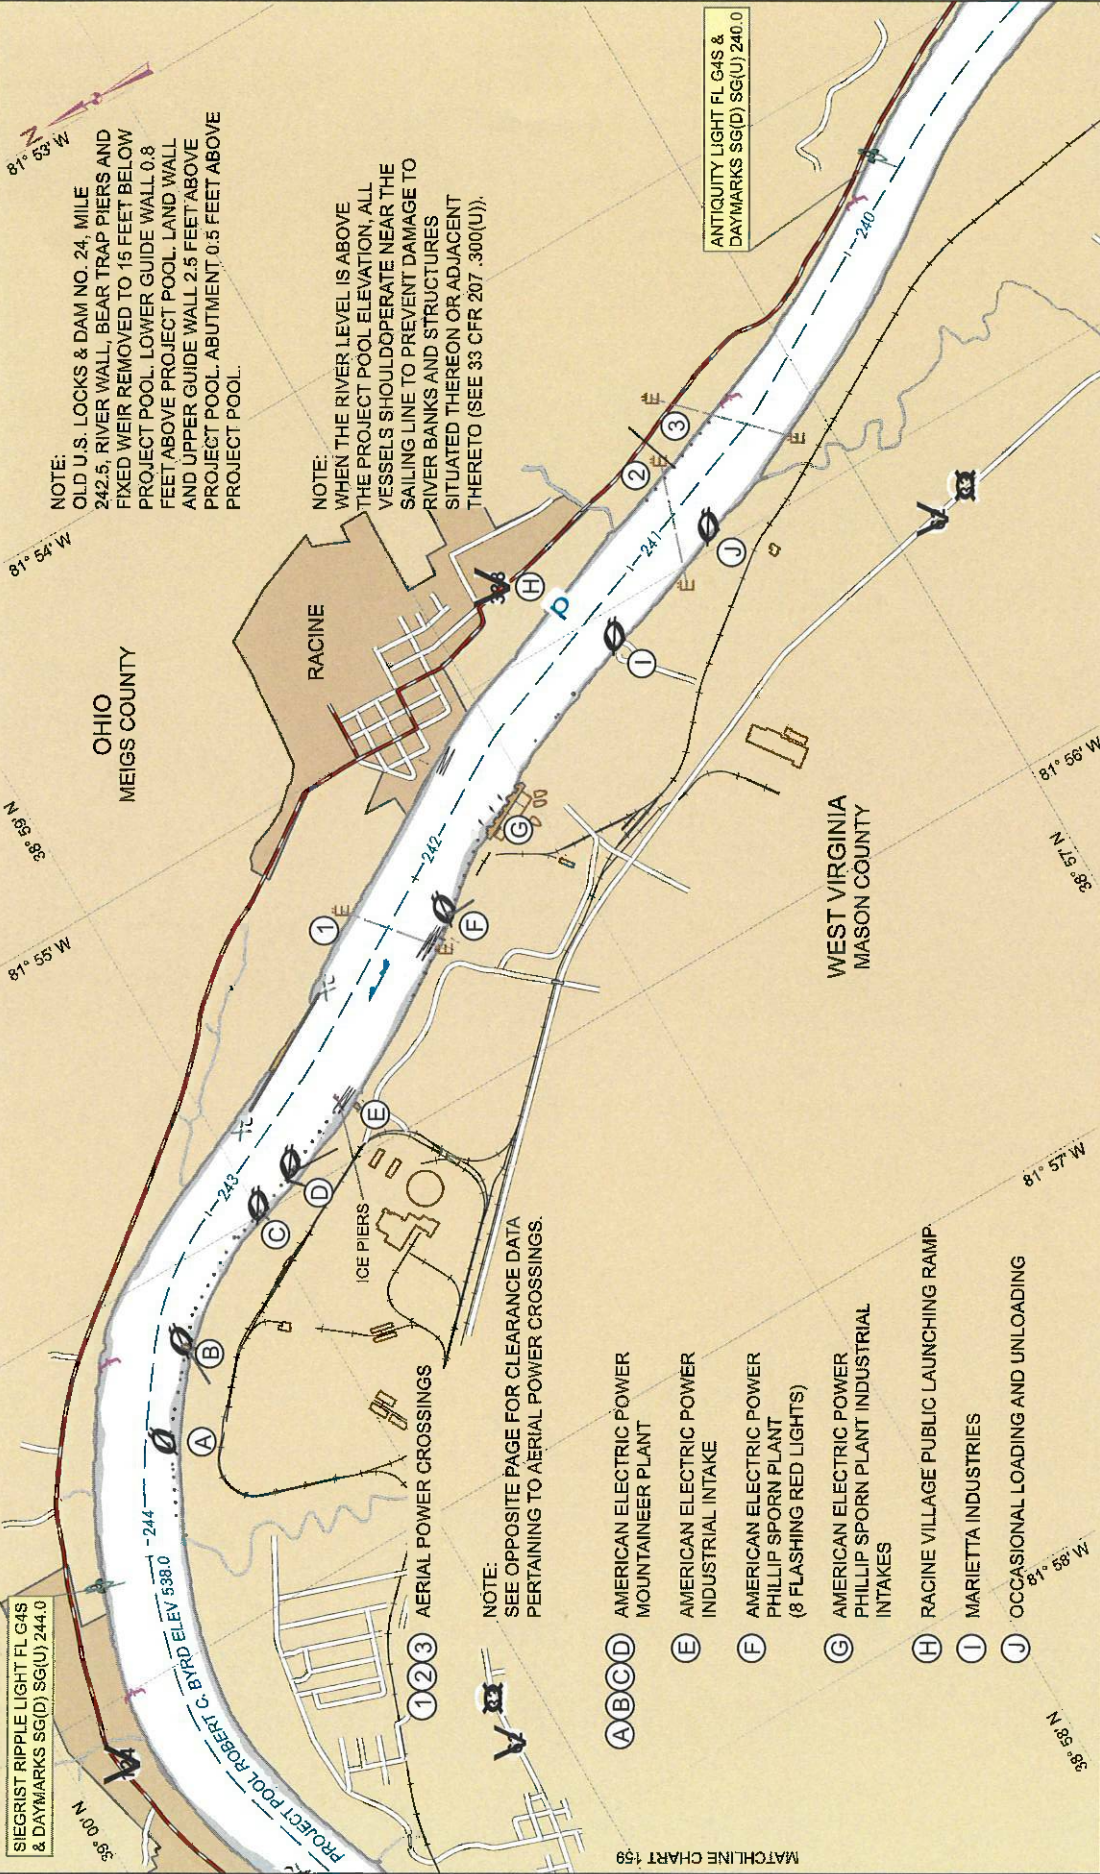 SIEGRIST RIPPLE LIGHT FL G4S
& DAYMARKS SG(D) SG(U) 244.0
ANTIQUITY LIGHT FL G4S &
DAYMARKS SG(D) SG(U) 240.0
NOTE:
OLD U.S. LOCKS & DAM NO. 24, MILE
242.5, RIVER WALL, BEAR TRAP PIERS AND
FIXED WEIR REMOVED TO 15 FEET BELOW
PROJECT POOL. LOWER GUIDE WALL 0.8
FEET ABOVE PROJECT POOL. LAND WALL
AND UPPER GUIDE WALL 2.5 FEET ABOVE
PROJECT POOL. ABUTMENT 0.5 FEET ABOVE
PROJECT POOL.
NOTE:
WHEN THE RIVER LEVEL IS ABOVE
THE PROJECT POOL ELEVATION, ALL
VESSELS SHOULDOPERATE NEAR THE
SAILING LINE TO PREVENT DAMAGE TO
RIVER BANKS AND STRUCTURES
SITUATED THEREON OR ADJACENT
THERETO (SEE 33 CFR 207 .300(U)).
N
81° 53' W
81° 54' W
81° 55' W
81° 56' W
81° 57' W
81° 58' W
38° 57' N
38° 58' N
38° 59' N
39° 00' N
OHIO
MEIGS COUNTY
RACINE
WEST VIRGINIA
MASON COUNTY
PROJECT POOL ROBERT C. BYRD ELEV 538.0
244
243
242
241
240
A
B
C
D
E
F
G
H
I
J
1
2
3
P
338
124
62
33
62
33
ICE PIERS
1 2 3 AERIAL POWER CROSSINGS
NOTE:
SEE OPPOSITE PAGE FOR CLEARANCE DATA
PERTAINING TO AERIAL POWER CROSSINGS.
A B C D AMERICAN ELECTRIC POWER
MOUNTAINEER PLANT
E AMERICAN ELECTRIC POWER
INDUSTRIAL INTAKE
F AMERICAN ELECTRIC POWER
PHILLIP SPORN PLANT
(8 FLASHING RED LIGHTS)
G AMERICAN ELECTRIC POWER
PHILLIP SPORN PLANT INDUSTRIAL
INTAKES
H RACINE VILLAGE PUBLIC LAUNCHING RAMP
I MARIETTA INDUSTRIES
J OCCASIONAL LOADING AND UNLOADING
MATCHLINE CHART 159